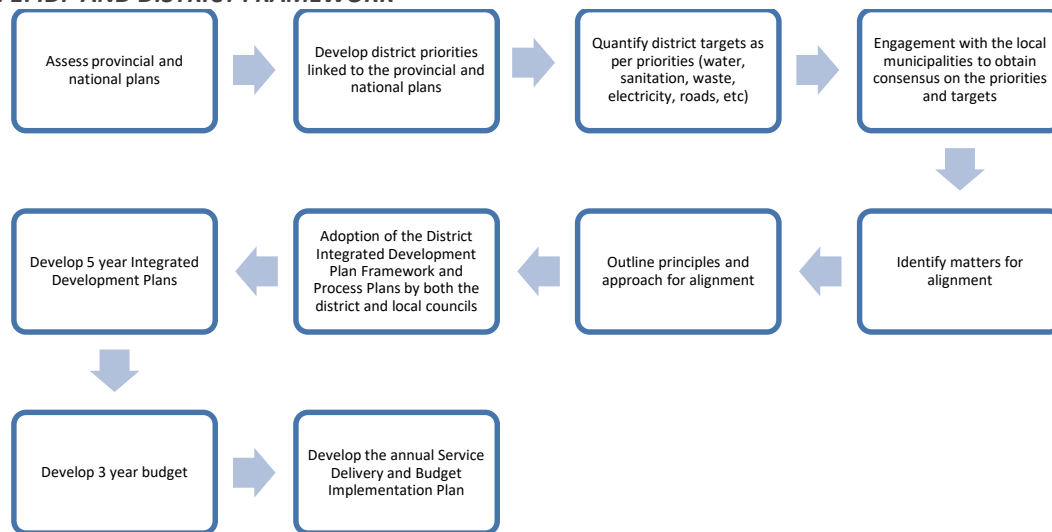 AND DISTRICT FRAMEWORK
Assess provincial and
national plans
Develop district priorities
linked to the provincial and
national plans
Quantify district targets as
per priorities (water,
sanitation, waste,
electricity, roads, etc)
Engagement with the local
municipalities to obtain
consensus on the priorities
and targets
Develop 5 year Integrated
Development Plans
Adoption of the District
Integrated Development
Plan Framework and
Process Plans by both the
district and local councils
Outline principles and
approach for alignment
Identify matters for
alignment
Develop 3 year budget
Develop the annual Service
Delivery and Budget
Implementation Plan